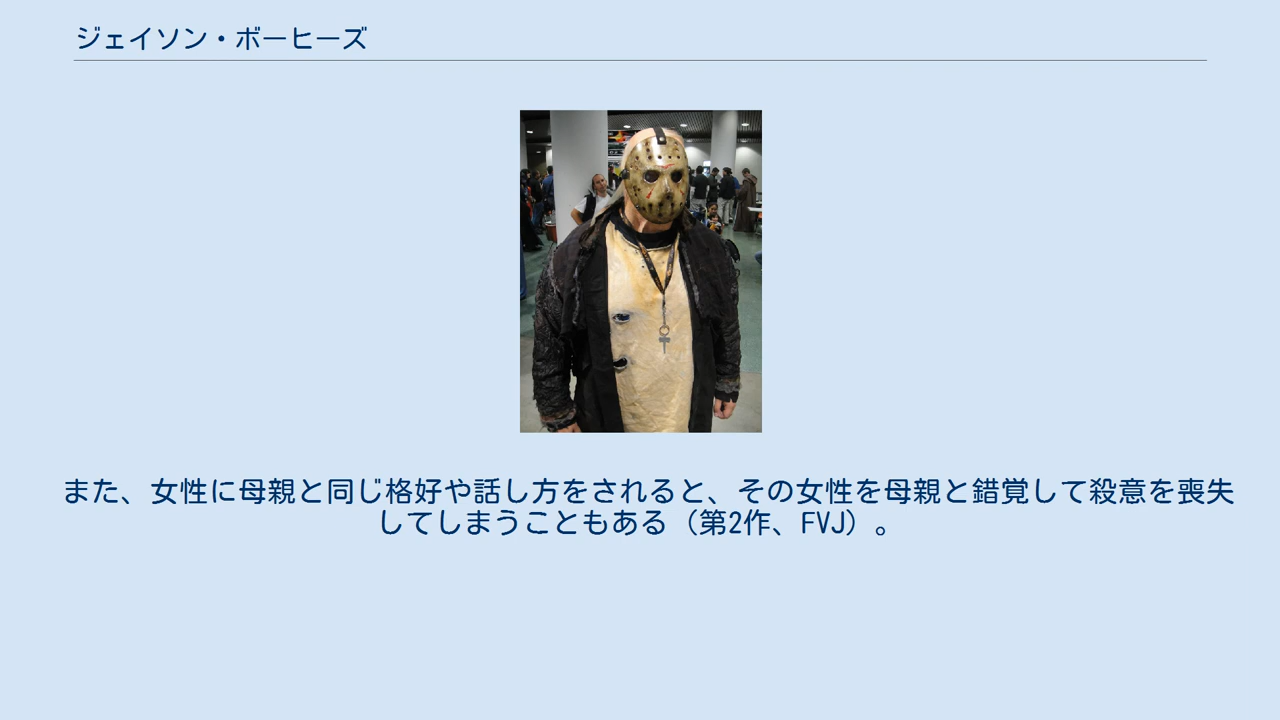 ジェイソン・ボーヒーズ
また、女性に母親と同じ格好や話し方をされると、その女性を母親と錯覚して殺意を喪失
してしまうこともある（第2作、FVJ）。